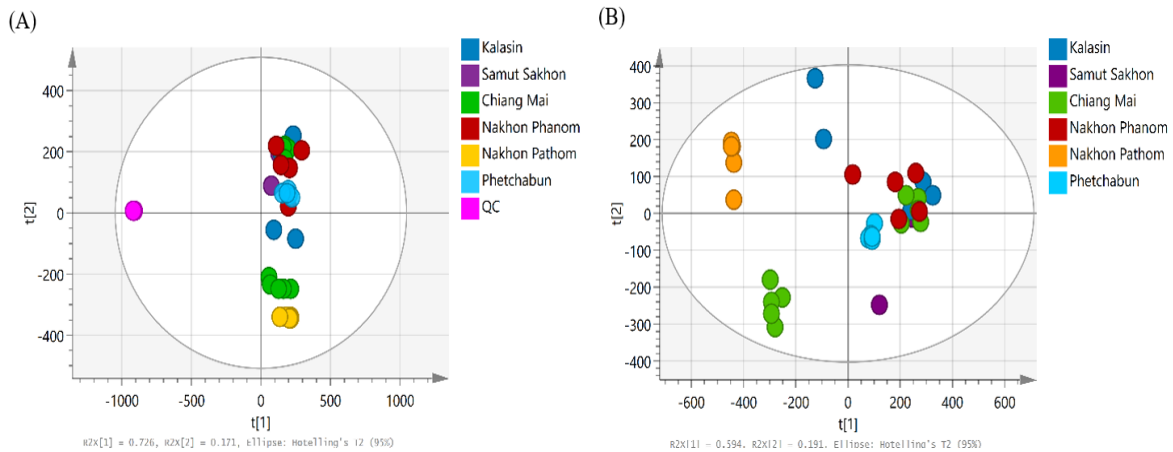 (A)
t[2]
400
200
0
-200
-400
-1000
-500
0
500
1000
t[1]
Kalasin
Samut Sakhon
Chiang Mai
Nakhon Phanom
Nakhon Pathom
Phetchabun
QC
R2X[1] = 0.726, R2X[2] = 0.171, Ellipse: Hotelling's T2 (95%)
(B)
t[2]
400
300
200
100
0
-100
-200
-300
-400
-600
-400
-200
0
200
400
600
t[1]
Kalasin
Samut Sakhon
Chiang Mai
Nakhon Phanom
Nakhon Pathom
Phetchabun
R2X[1] = 0.594, R2X[2] = 0.191, Ellipse: Hotelling's T2 (95%)